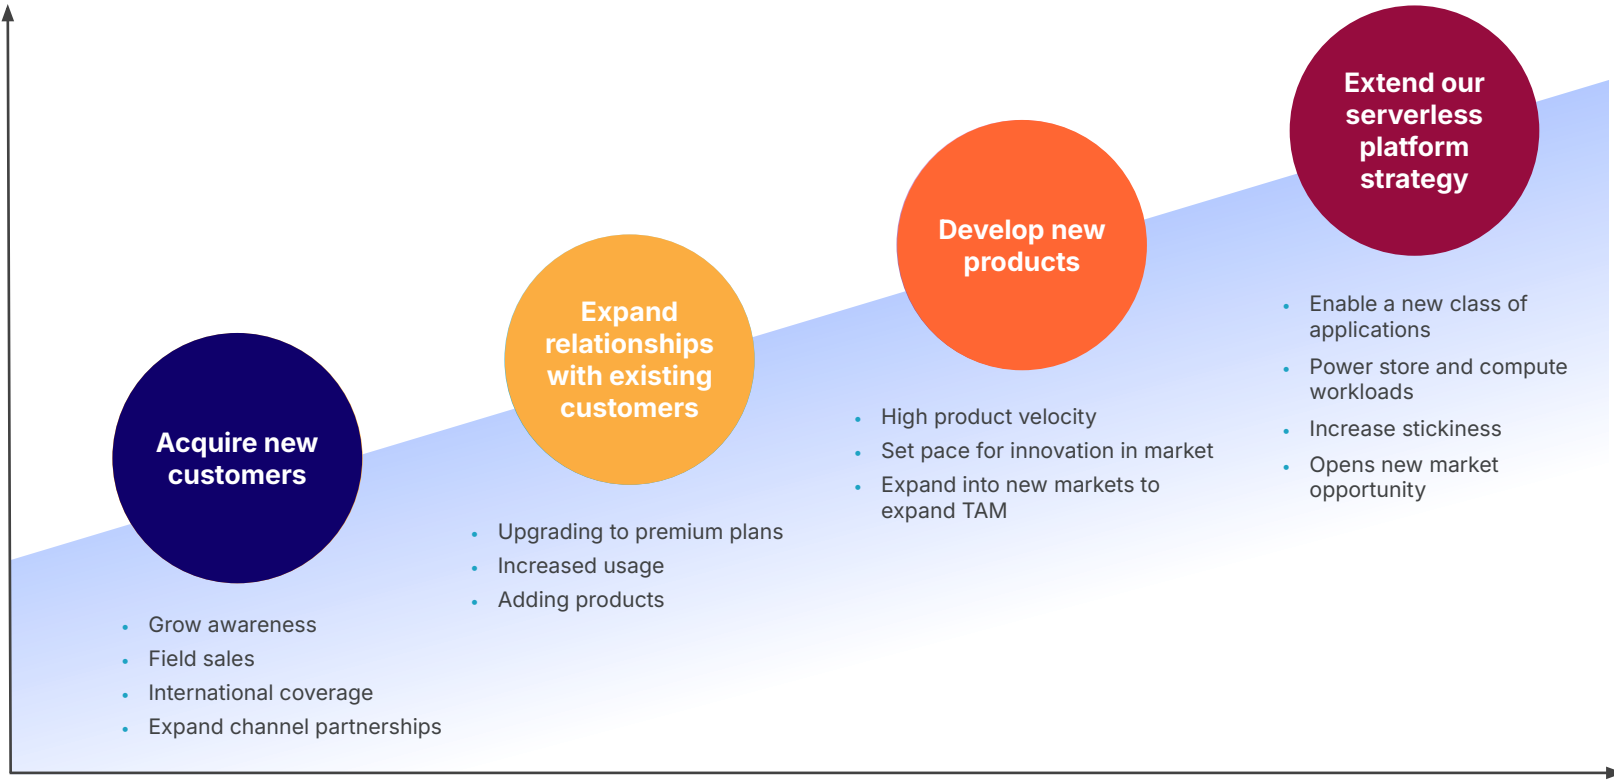 Acquire new
customers
• Grow awareness
• Field sales
• International coverage
• Expand channel partnerships
Expand
relationships
with existing
customers
• Upgrading to premium plans
• Increased usage
• Adding products
Develop new
products
• High product velocity
• Set pace for innovation in market
• Expand into new markets to
expand TAM
Extend our
serverless
platform
strategy
• Enable a new class of
applications
• Power store and compute
workloads
• Increase stickiness
• Opens new market
opportunity